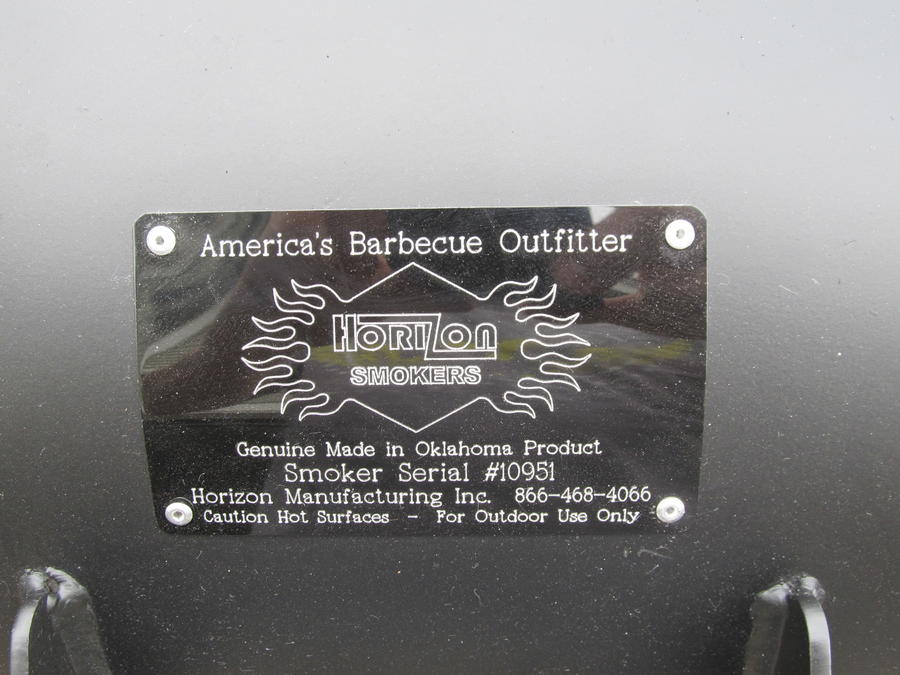 America's Barbecue Outfitter
HORIZON
SMOKERS
Genuine Made in Oklahoma Product
Smoker Serial #10951
Horizon Manufacturing Inc. 866-468-4066
Caution Hot Surfaces - For Outdoor Use Only